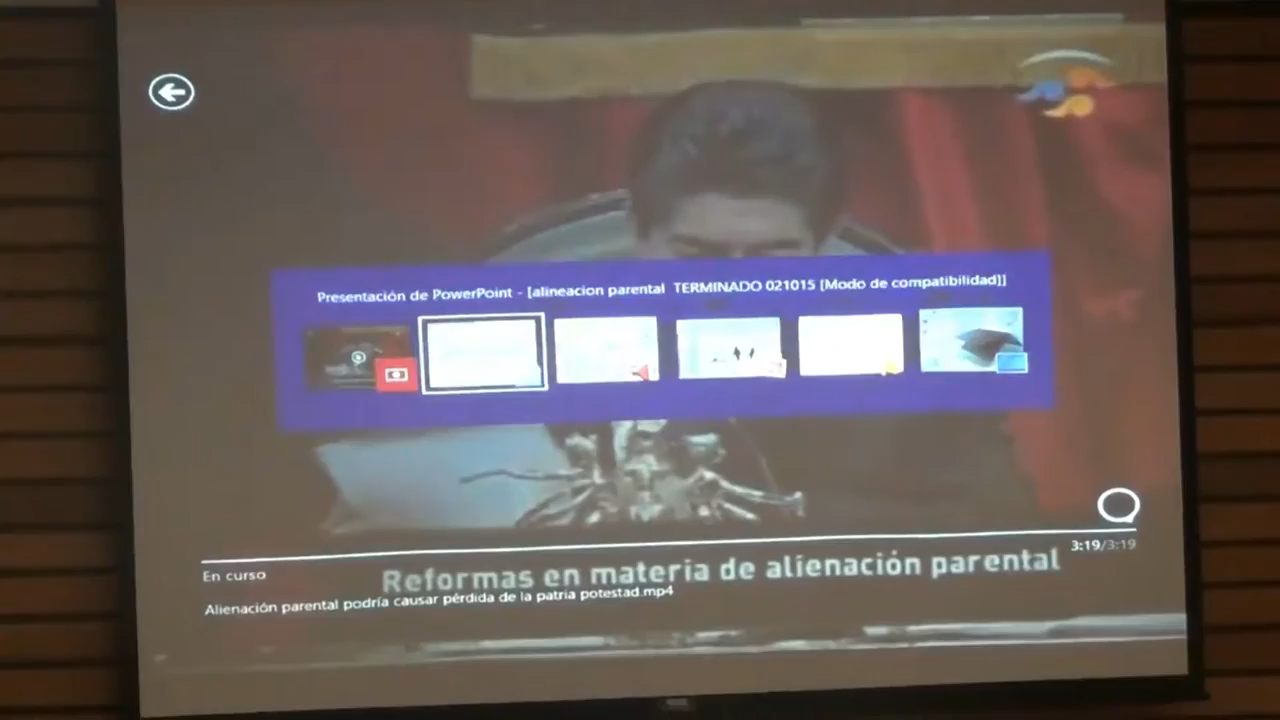 Presentación de PowerPoint - [alineacion parental TERMINADO 021015 [Modo de compatibilidad]]
3:19/3:19
En curso
Reformas en materia de alienación parental
Alienación parental podría causar pérdida de la patria potestad.mp4